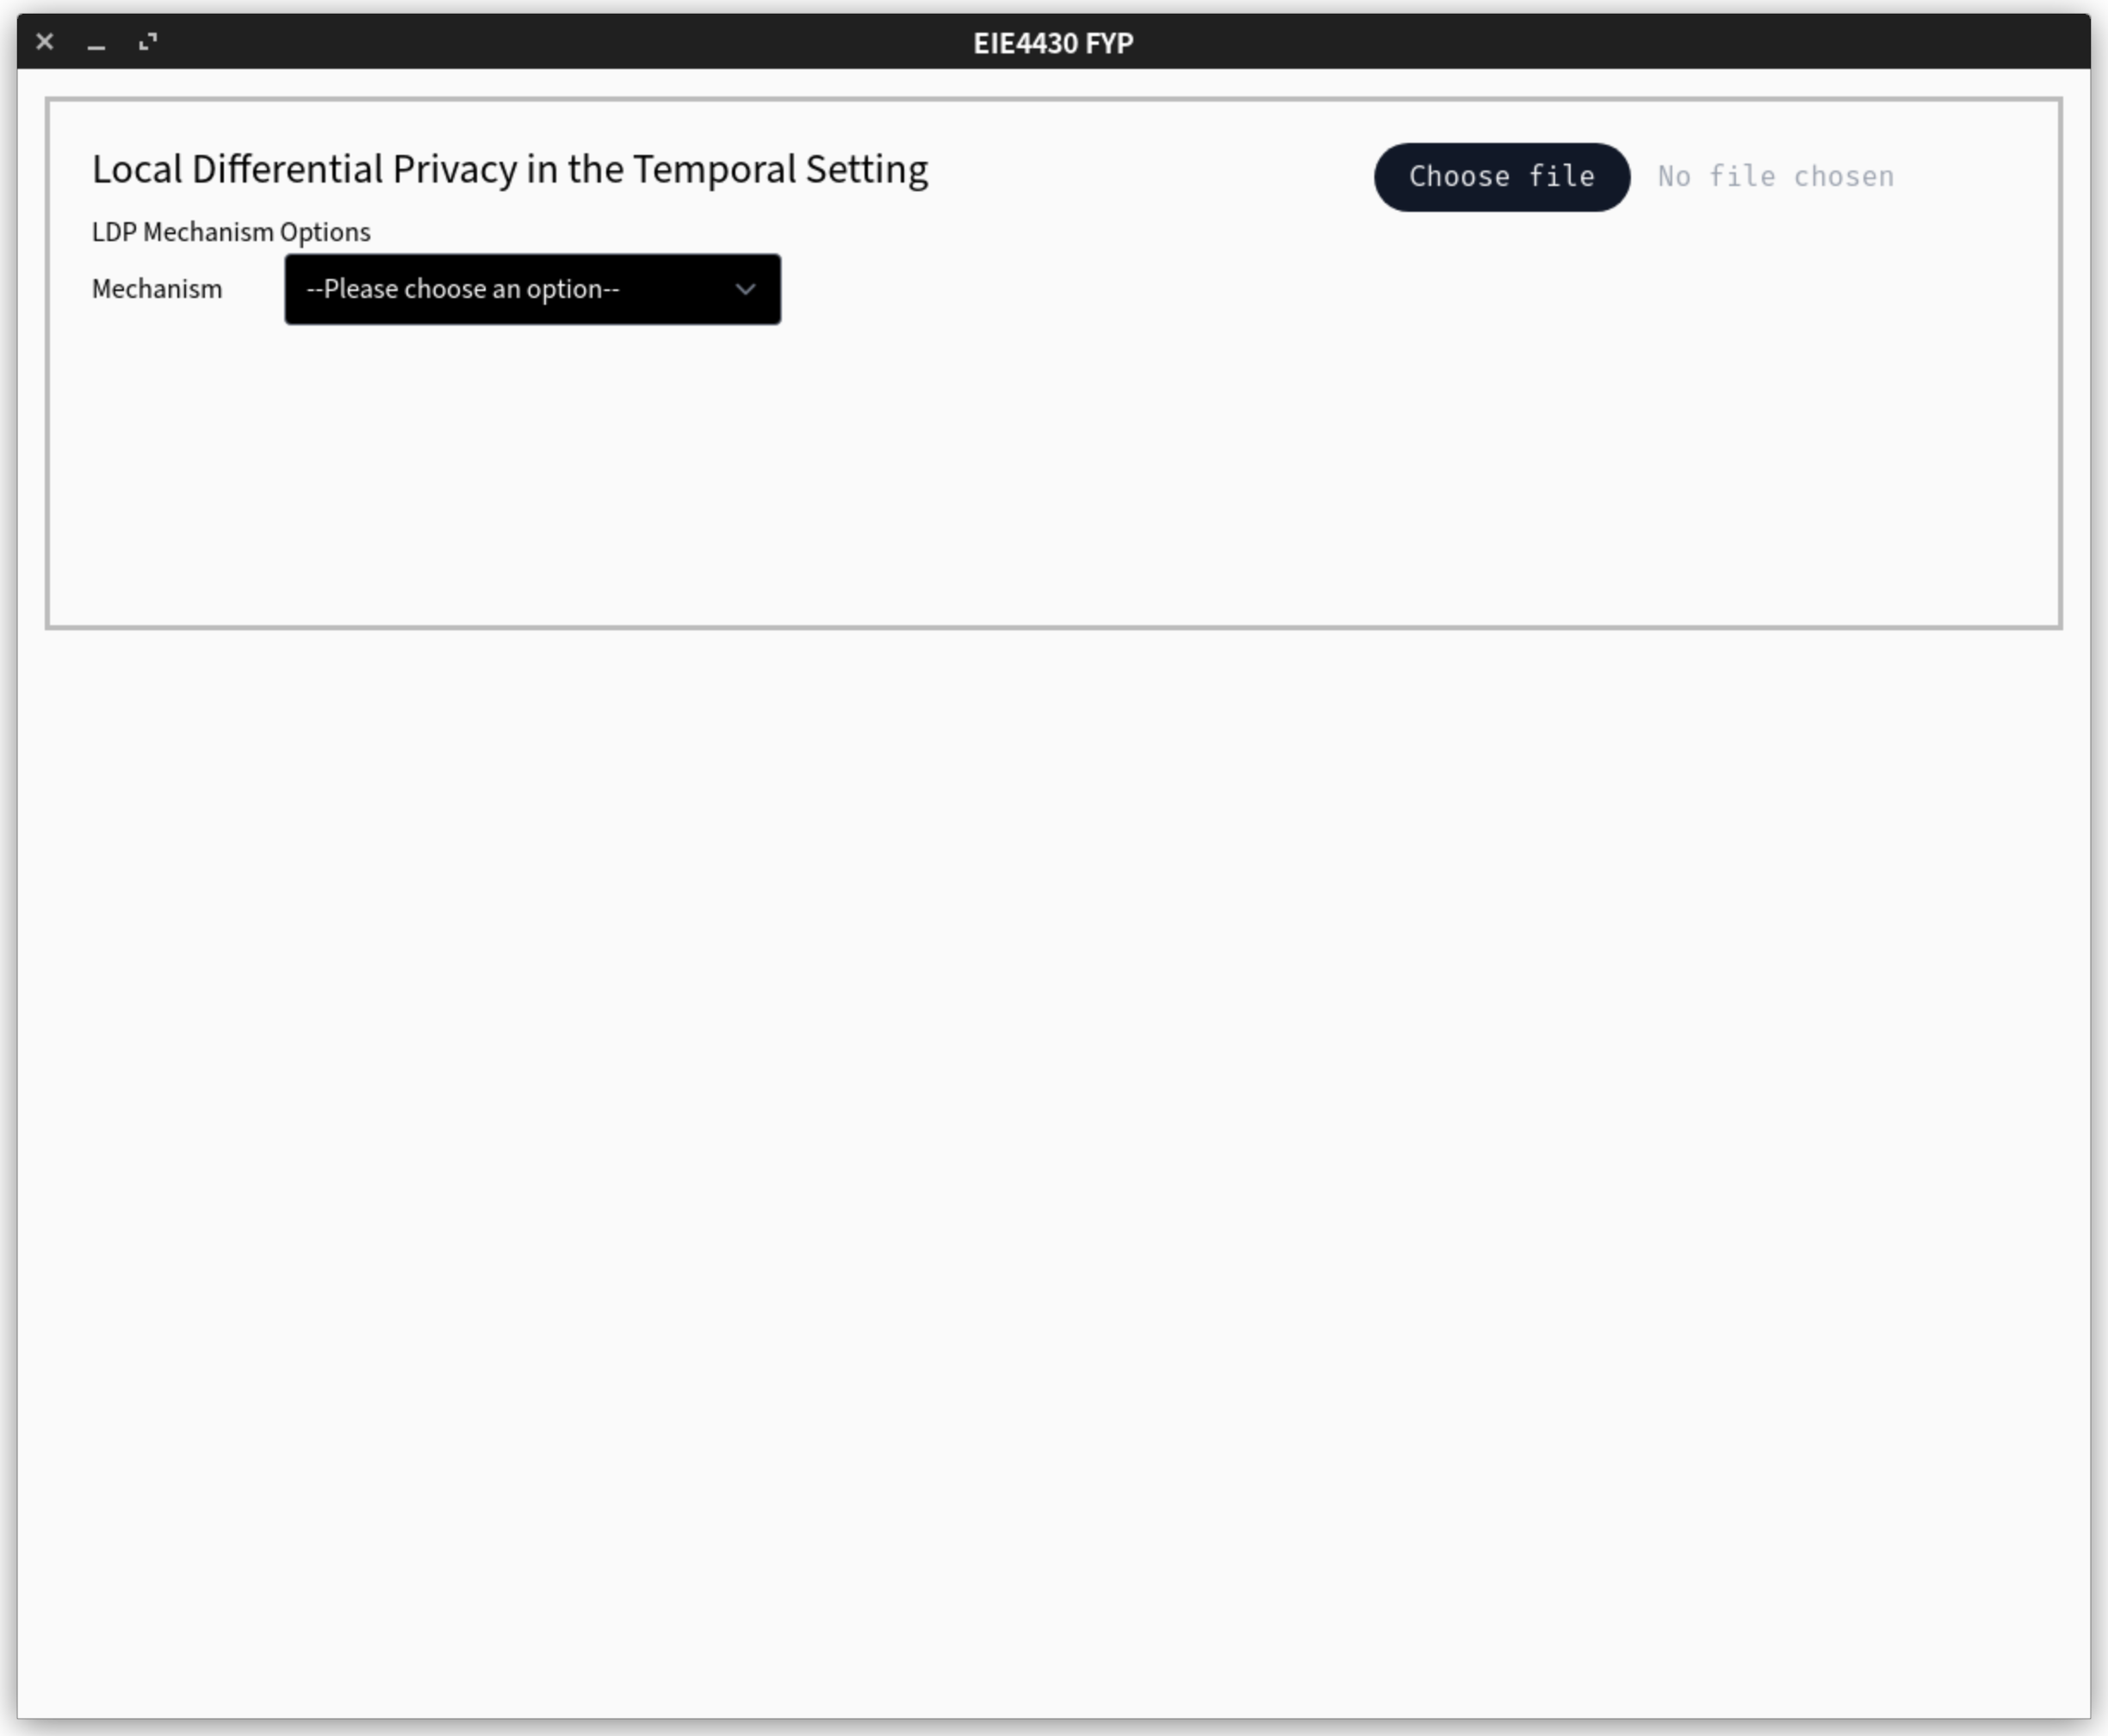 EIE4430 FYP
Local Differential Privacy in the Temporal Setting
Choose file No file chosen
LDP Mechanism Options
Mechanism --Please choose an option--